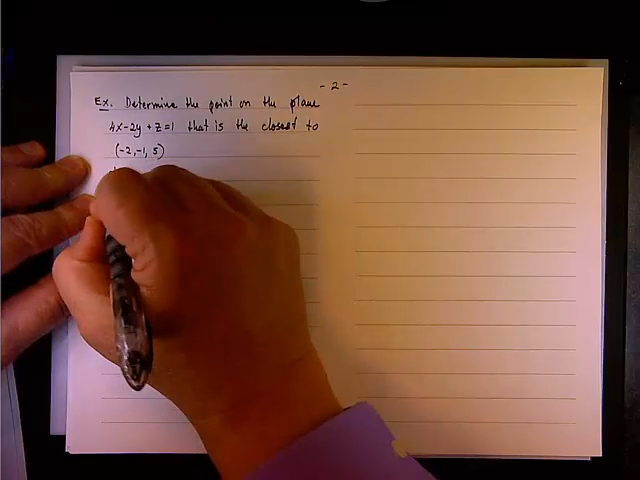 - 2 -
Ex. Determine the point on the plane
4x-2y+z=1 that is the closest to
(-2,-1, 5)